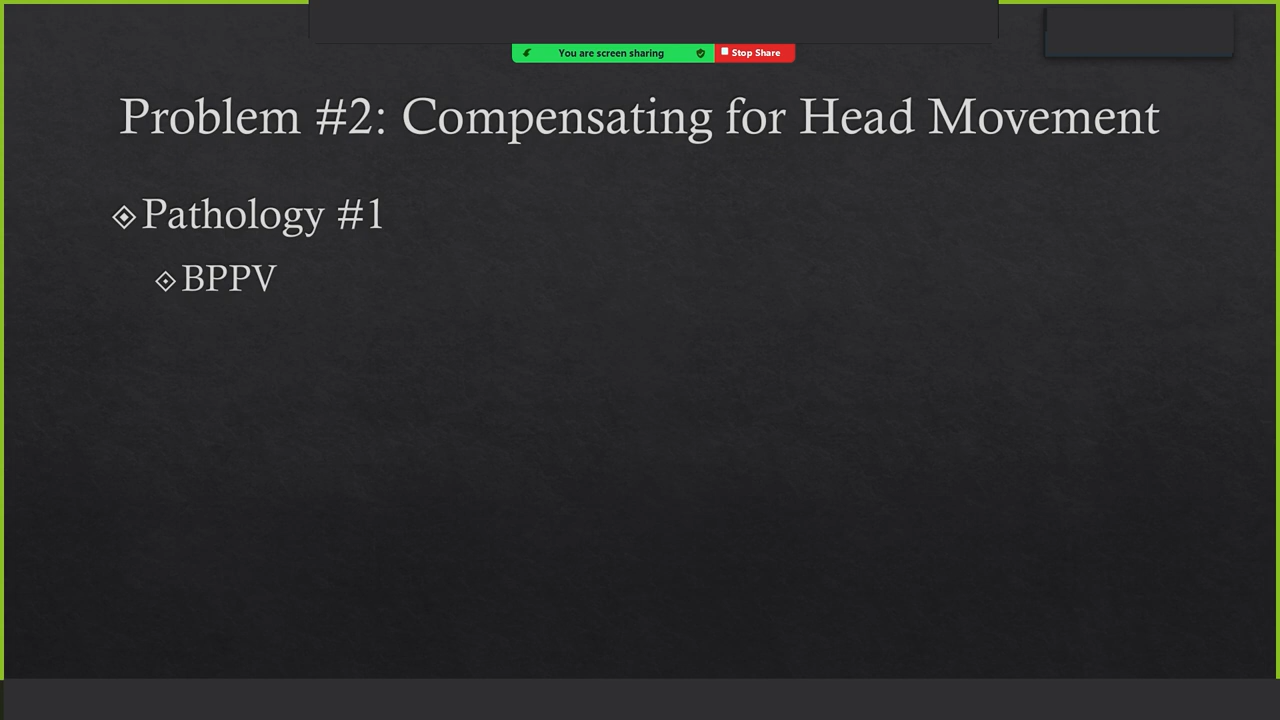 You are screen sharing
Stop Share
Problem #2: Compensating for Head Movement
Pathology #1
BPPV